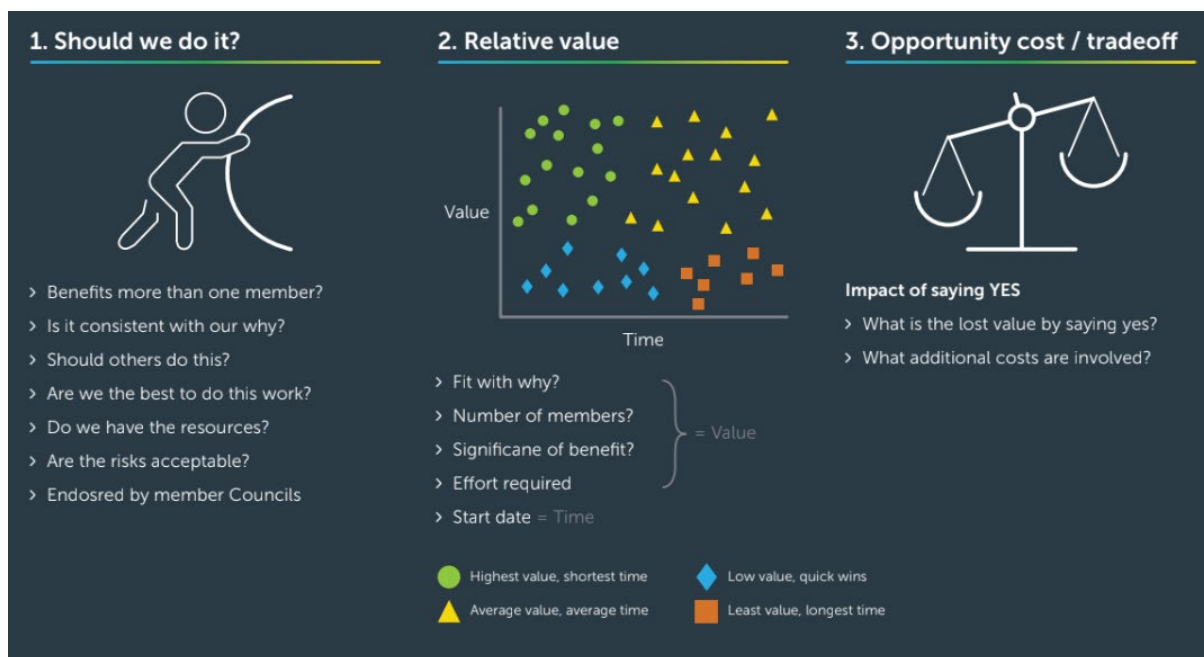 1. Should we do it?
> Benefits more than one member?
> Is it consistent with our why?
> Should others do this?
> Are we the best to do this work?
> Do we have the resources?
> Are the risks acceptable?
> Endosred by member Councils
2. Relative value
Value
Time
> Fit with why?
> Number of members?
> Significane of benefit?
> Effort required
= Value
> Start date = Time
Highest value, shortest time
Low value, quick wins
Average value, average time
Least value, longest time
3. Opportunity cost / tradeoff
Impact of saying YES
> What is the lost value by saying yes?
> What additional costs are involved?